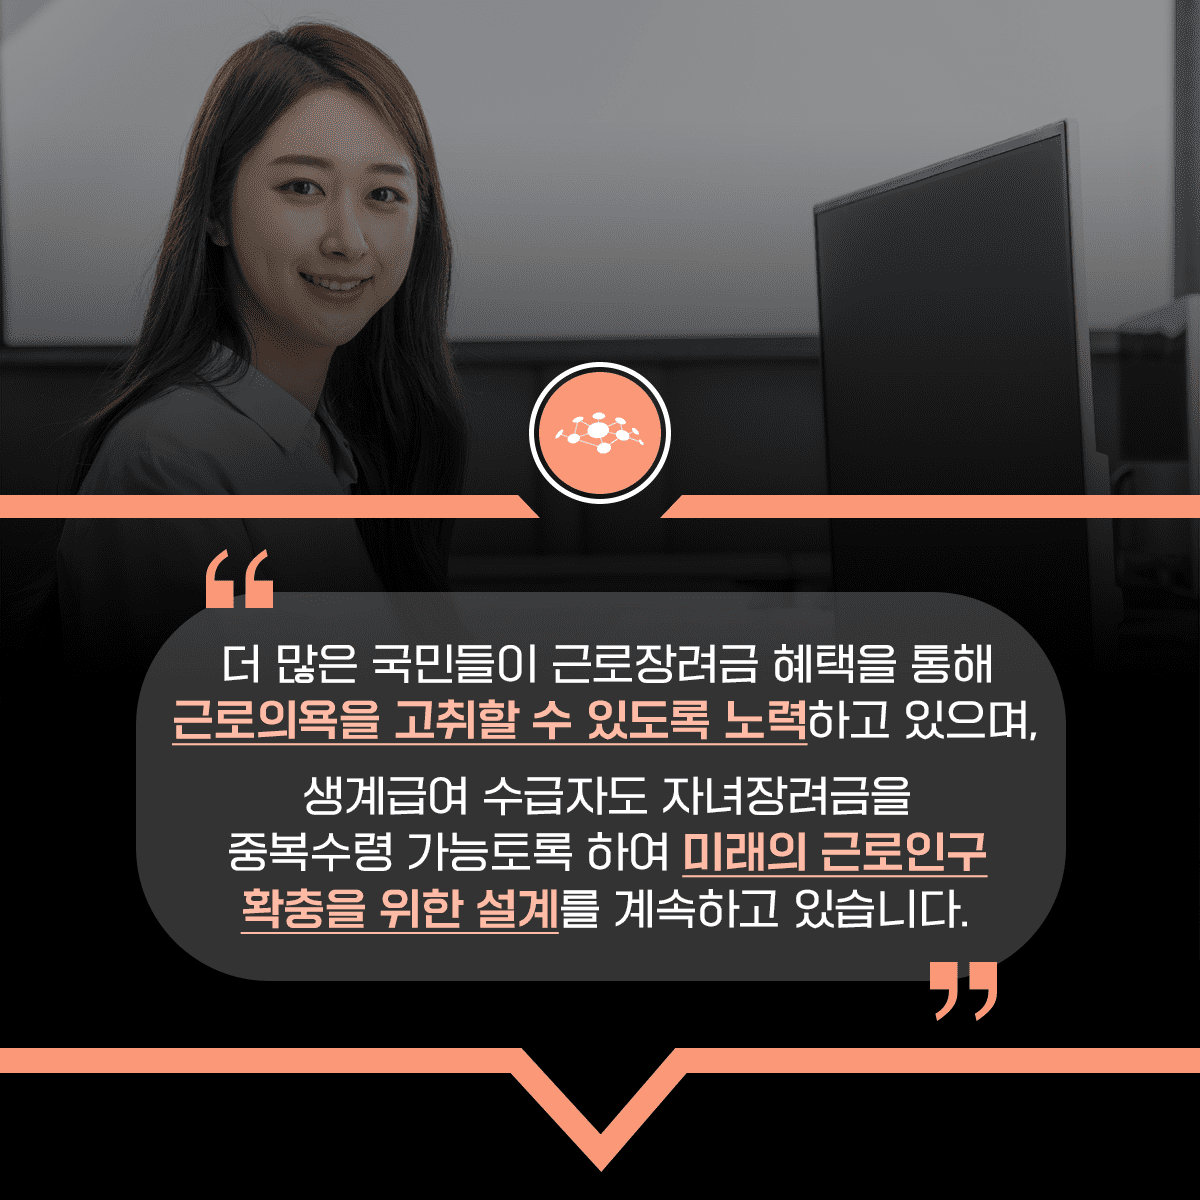 더 많은 국민들이 근로장려금 혜택을 통해
근로의욕을 고취할 수 있도록 노력하고 있으며,
생계급여 수급자도 자녀장려금을
중복수령 가능토록 하여 미래의 근로인구
확충을 위한 설계를 계속하고 있습니다.